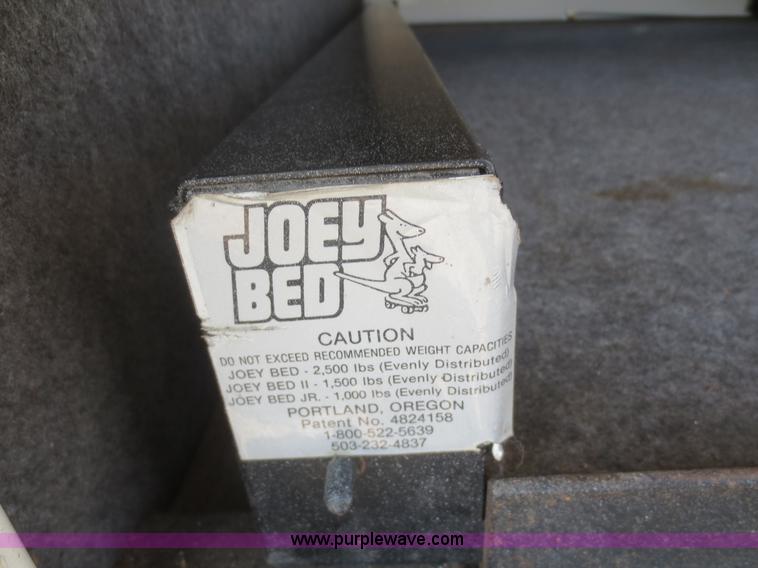 JOEY
BED
CAUTION
DO NOT EXCEED RECOMMENDED WEIGHT CAPACITIES
JOEY BED - 2,500 lbs (Evenly Distributed)
JOEY BED II - 1,500 lbs (Evenly Distributed)
JOEY BED JR. - 1,000 lbs (Evenly Distributed)
PORTLAND, OREGON
Patent No. 4824158
1-800-522-5639
503-232-4837
www.purplewave.com